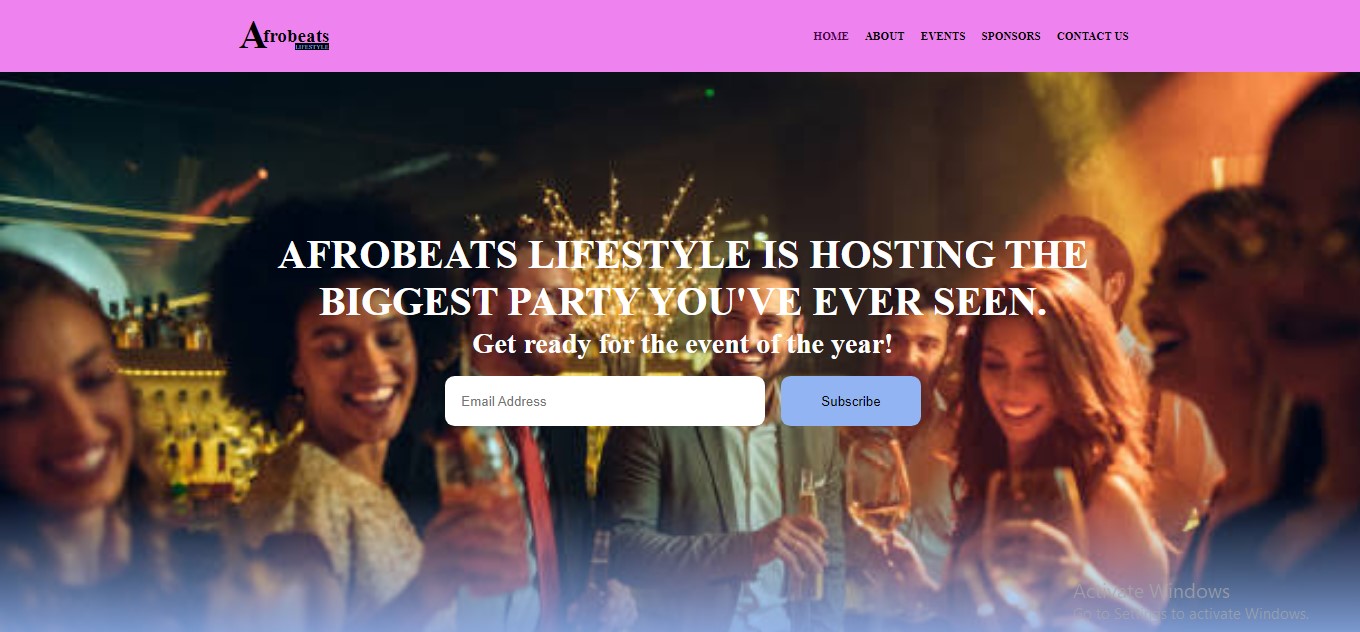 Afrobeats
LIFESTYLE
HOME ABOUT EVENTS SPONSORS CONTACT US
AFROBEATS LIFESTYLE IS HOSTING THE
BIGGEST PARTY YOU'VE EVER SEEN.
Get ready for the event of the year!
Email Address Subscribe
Activate Windows
Go to Settings to activate Windows.